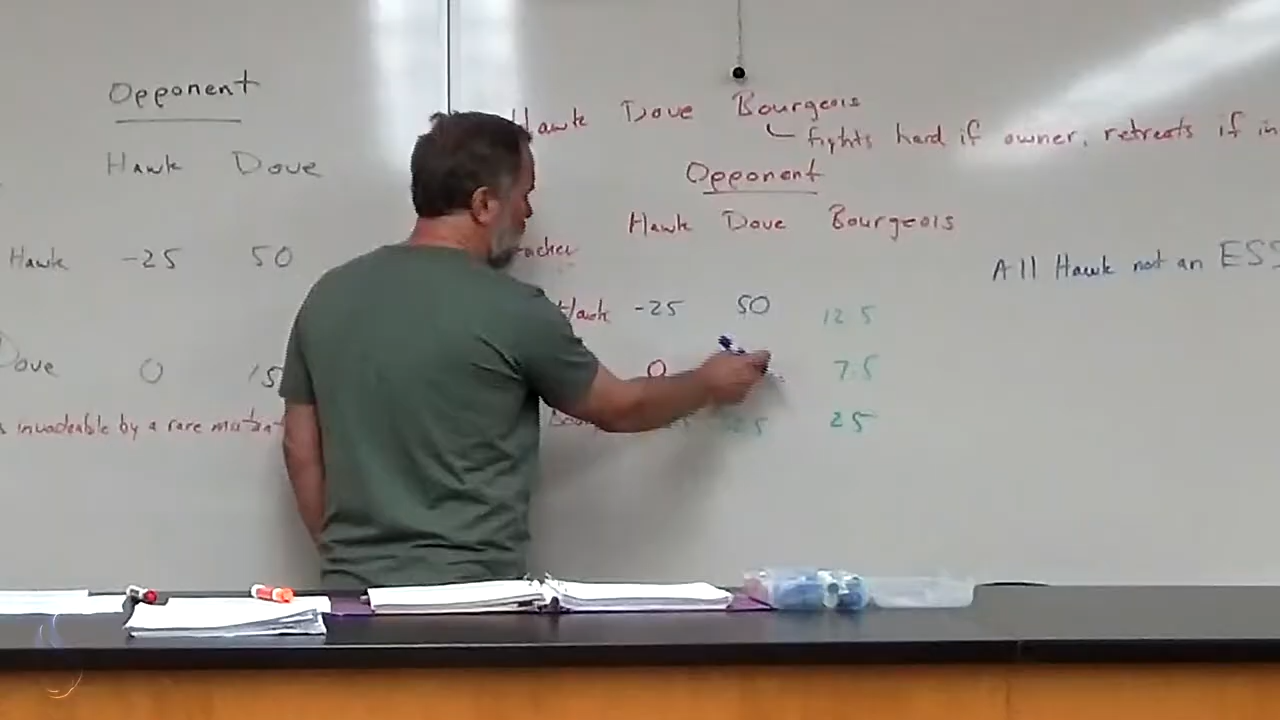 Opponent
Hawk Dove
Hawk -25 50
Dove 0 15
invadeable by a rare mutant
Hawk Dove Bourgeois
fights hard if owner, retreats if in
Opponent
Hawk Dove Bourgeois
Hawk -25 50 12.5
0 7.5
25
All Hawk not an ESS